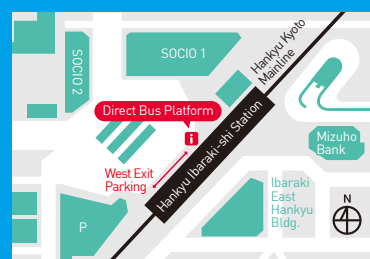 SOCIO 1
Hankyu Kyoto
Mainline
SOCIO 2
Direct Bus Platform
i
Hankyu Ibaraki-shi Station
Mizuho
Bank
West Exit
Parking
Ibaraki
East
Hankyu
Bldg.
N
P